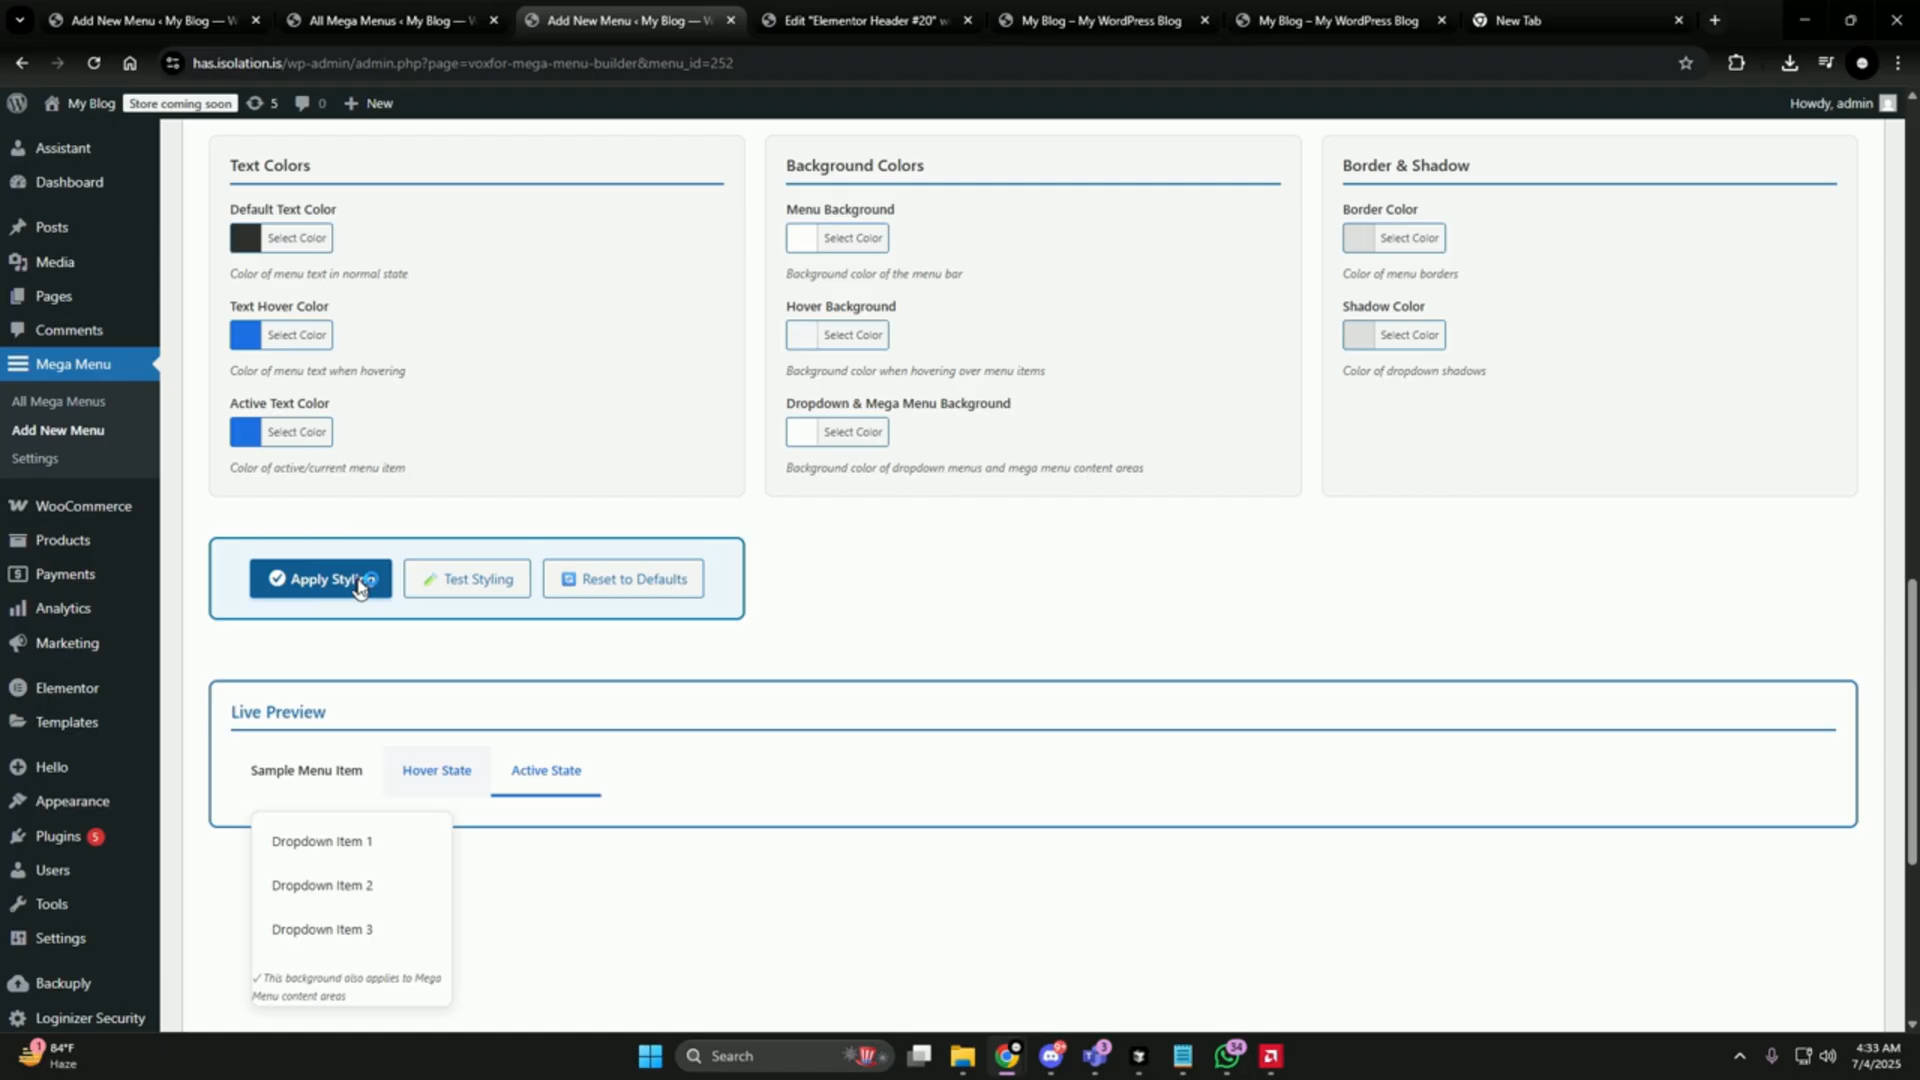 Add New Menu ‹ My Blog — W
All Mega Menus ‹ My Blog —
Add New Menu ‹ My Blog — W
Edit "Elementor Header #20" w
My Blog – My WordPress Blog
My Blog – My WordPress Blog
New Tab
has.isolation.is/wp-admin/admin.php?page=voxfor-mega-menu-builder&menu_id=252
My Blog
Store coming soon
5
0
New
Howdy, admin
Assistant
Dashboard
Posts
Media
Pages
Comments
Mega Menu
All Mega Menus
Add New Menu
Settings
WooCommerce
Products
Payments
Analytics
Marketing
Elementor
Templates
Hello
Appearance
Plugins 5
Users
Tools
Settings
Backuply
Loginizer Security
Text Colors
Default Text Color
Select Color
Color of menu text in normal state
Text Hover Color
Select Color
Color of menu text when hovering
Active Text Color
Select Color
Color of active/current menu item
Background Colors
Menu Background
Select Color
Background color of the menu bar
Hover Background
Select Color
Background color when hovering over menu items
Dropdown & Mega Menu Background
Select Color
Background color of dropdown menus and mega menu content areas
Border & Shadow
Border Color
Select Color
Color of menu borders
Shadow Color
Select Color
Color of dropdown shadows
Apply
Test Styling
Reset to Defaults
Live Preview
Sample Menu Item
Hover State
Active State
Dropdown Item 1
Dropdown Item 2
Dropdown Item 3
✓ This background also applies to Mega
Menu content areas
1
84°F
Haze
Search
9+
3
34
4:33 AM
7/4/2025